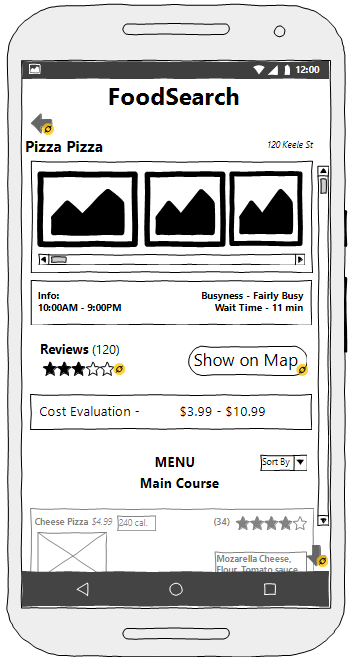 12:00
FoodSearch
Pizza Pizza
120 Keele St
Info:
10:00AM - 9:00PM
Busyness - Fairly Busy
Wait Time - 11 min
Reviews (120)
Show on Map
Cost Evaluation - $3.99 - $10.99
MENU
Sort By
Main Course
Cheese Pizza $4.99 240 cal. (34)
Mozarella Cheese,
Flour, Tomato sauce